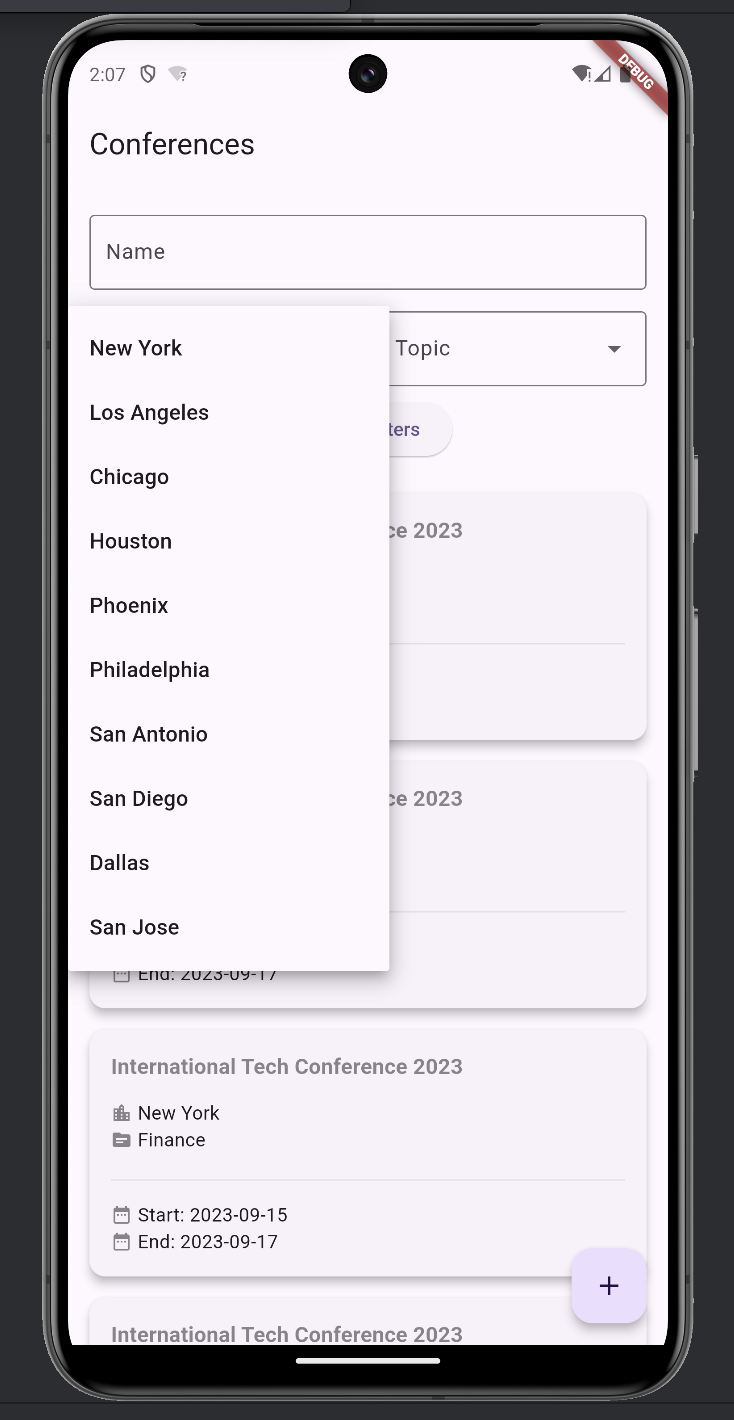 2:07
DEBUG
Conferences
Name
New York
Topic
Los Angeles
ters
Chicago
ce 2023
Houston
Phoenix
Philadelphia
San Antonio
San Diego
ce 2023
Dallas
San Jose
End: 2023-09-17
International Tech Conference 2023
New York
Finance
Start: 2023-09-15
End: 2023-09-17
International Tech Conference 2023